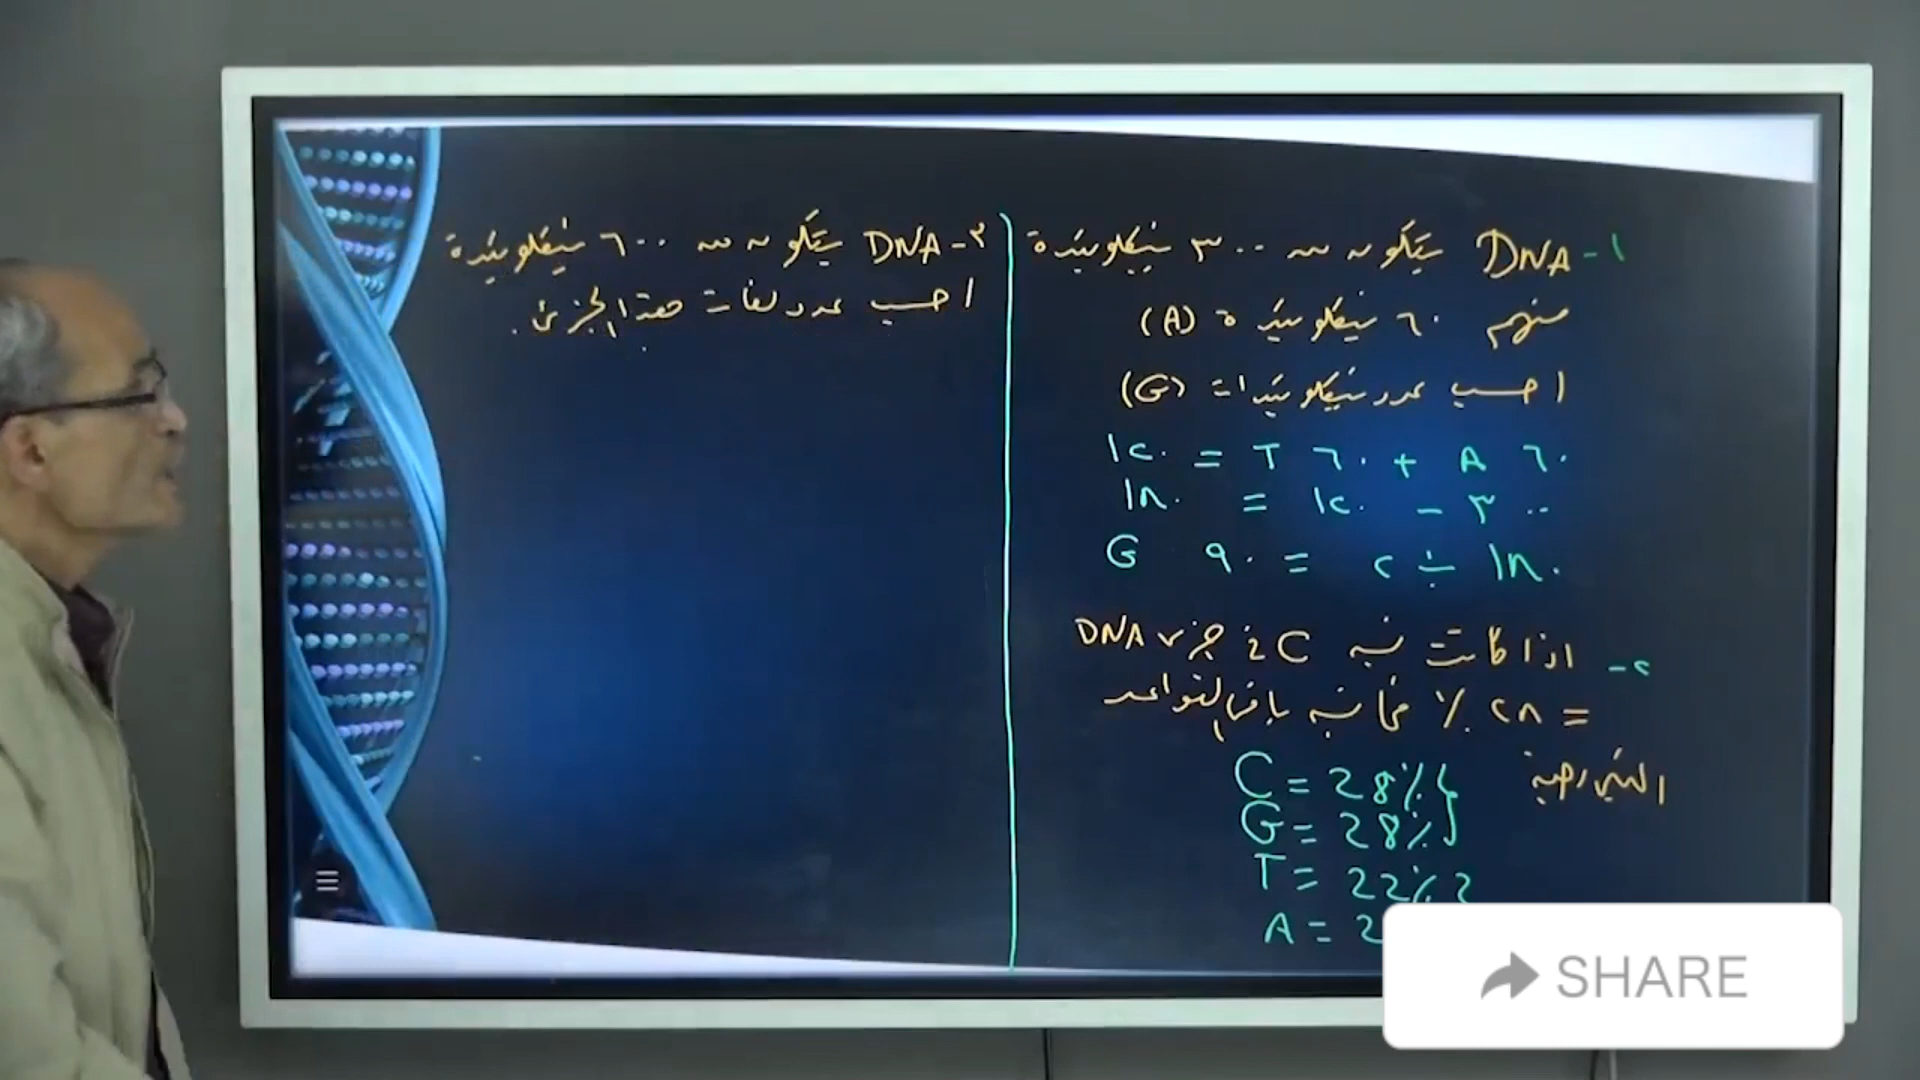 ١- DNA يتكون من ٣٠٠ نيكلوتيدة
منهم ٦٠ نيكلوتيدة (A)
احسب عدد نيكلوتيدات (G)
٦٠ A + ٦٠ T = ١٢٠
٣٠٠ - ١٢٠ = ١٨٠
١٨٠ ÷ ٢ = ٩٠ G
٢- اذا كانت نسبة C في جزء DNA
= ٢٨ % فما نسبة باقي القواعد
النيتروجينية
C = 28%
G = 28%
T = 22%
A = 2
٣- DNA يتكون من ٦٠٠ نيكلوتيدة
احسب عدد لفات هذا الجزئ.
SHARE